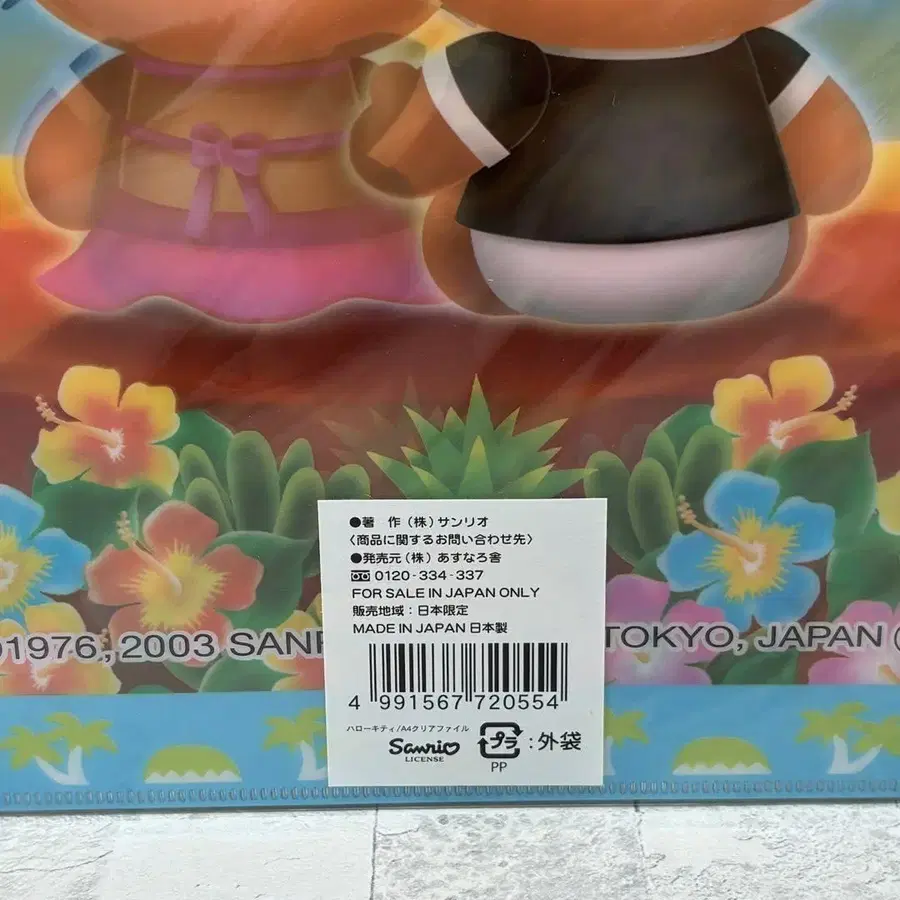 ●著 作(株)サンリオ
〈商品に関するお問い合わせ先〉
●発売元(株)あすなろ舎
0120-334-337
FOR SALE IN JAPAN ONLY
販売地域:日本限定
MADE IN JAPAN 日本製
1976, 2003 SANR TOKYO, JAPAN
4 991567 720554
ハローキティ/A4クリアファイル
Sanrio
LICENSE
プラ:外袋
PP